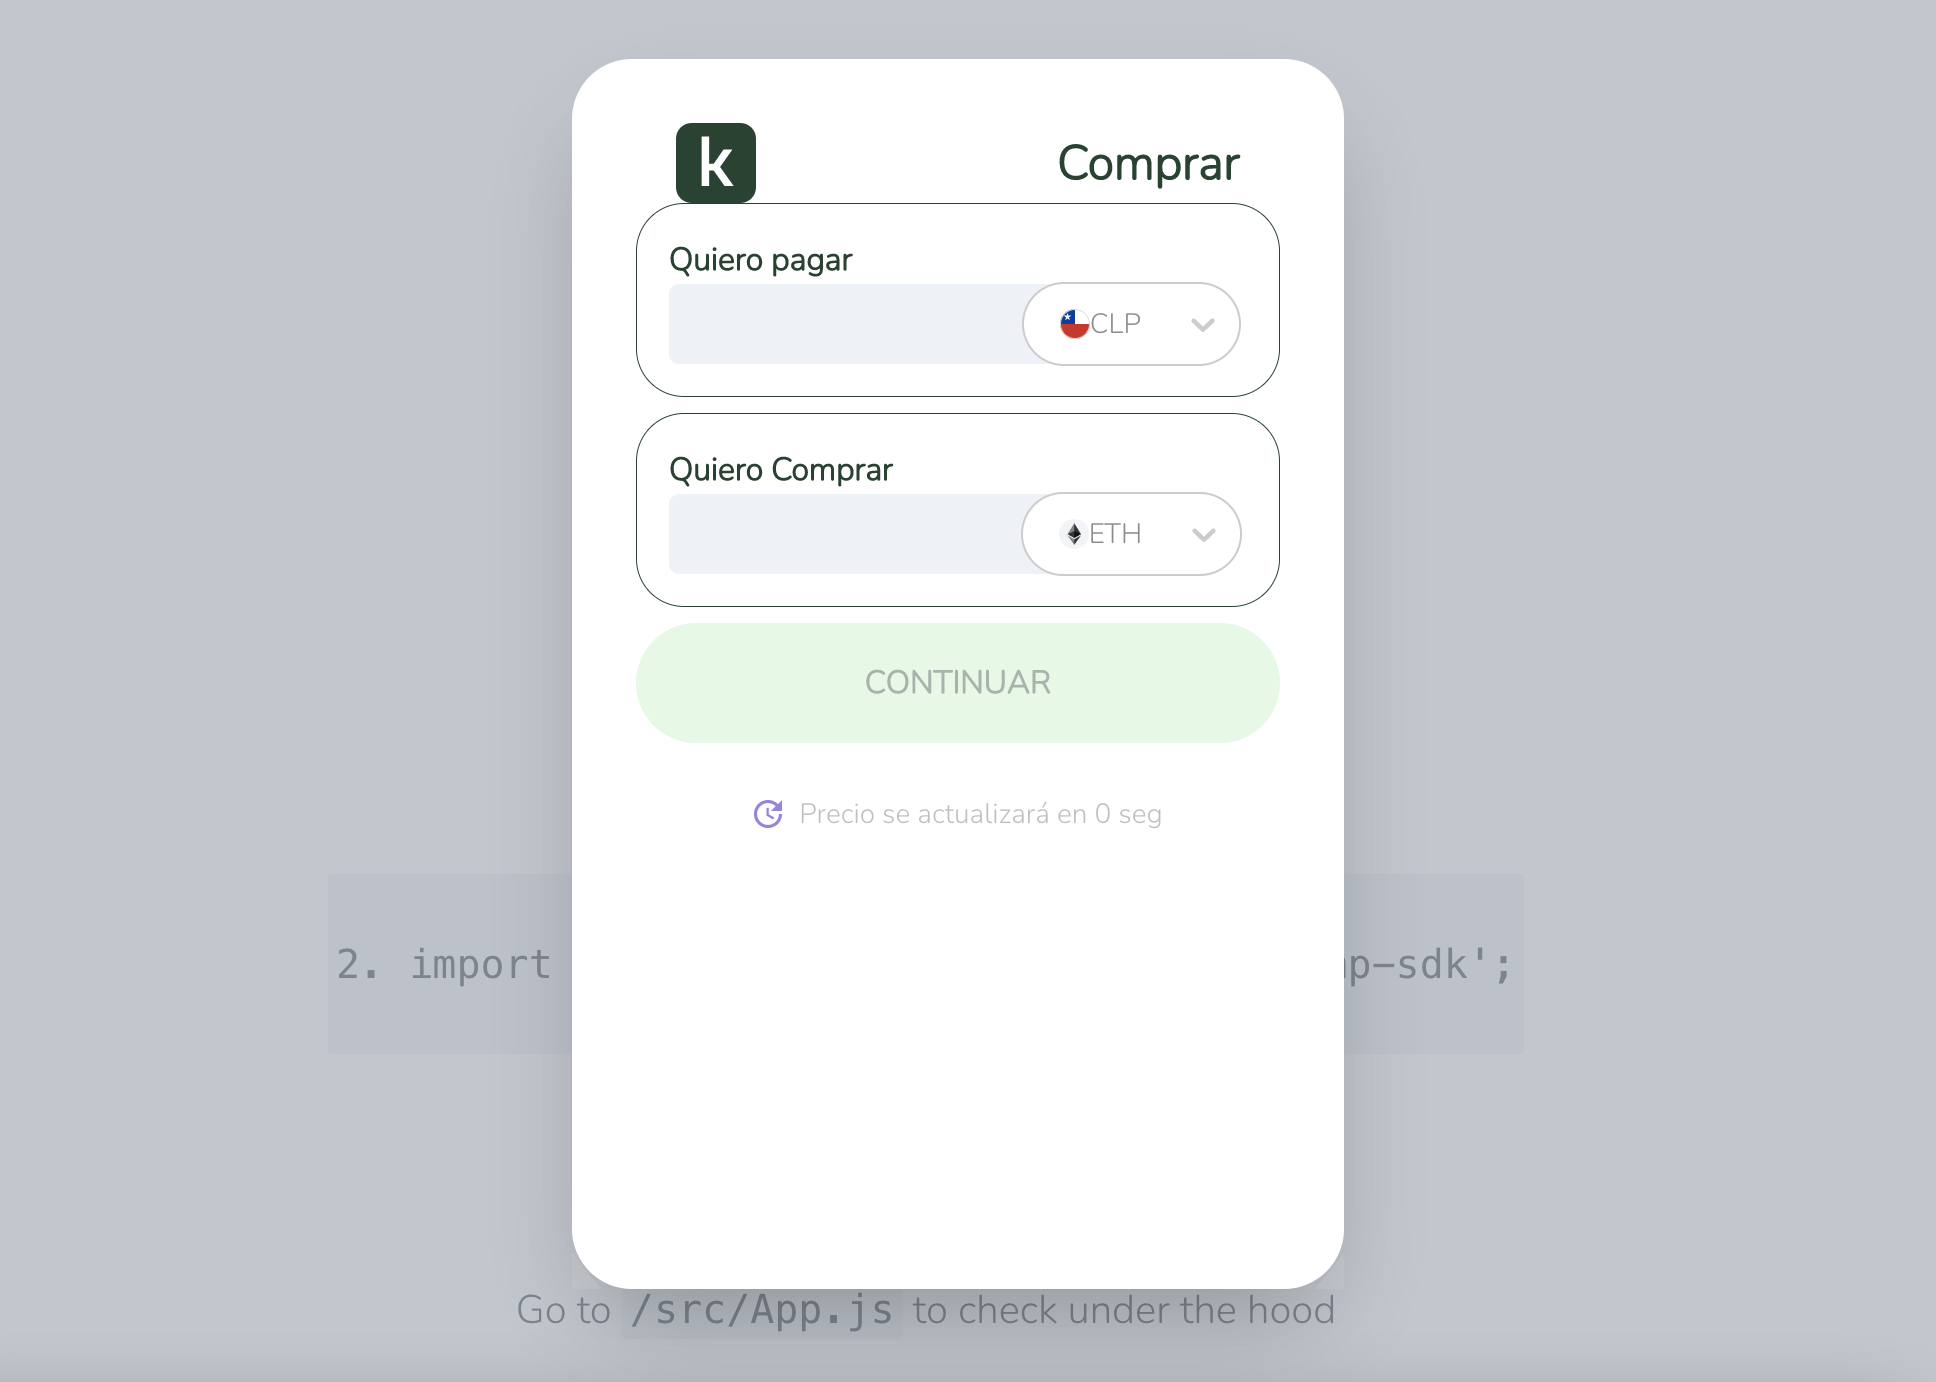 k
Comprar
Quiero pagar
CLP
Quiero Comprar
ETH
CONTINUAR
Precio se actualizará en 0 seg
2. import p-sdk';
Go to /src/App.js to check under the hood